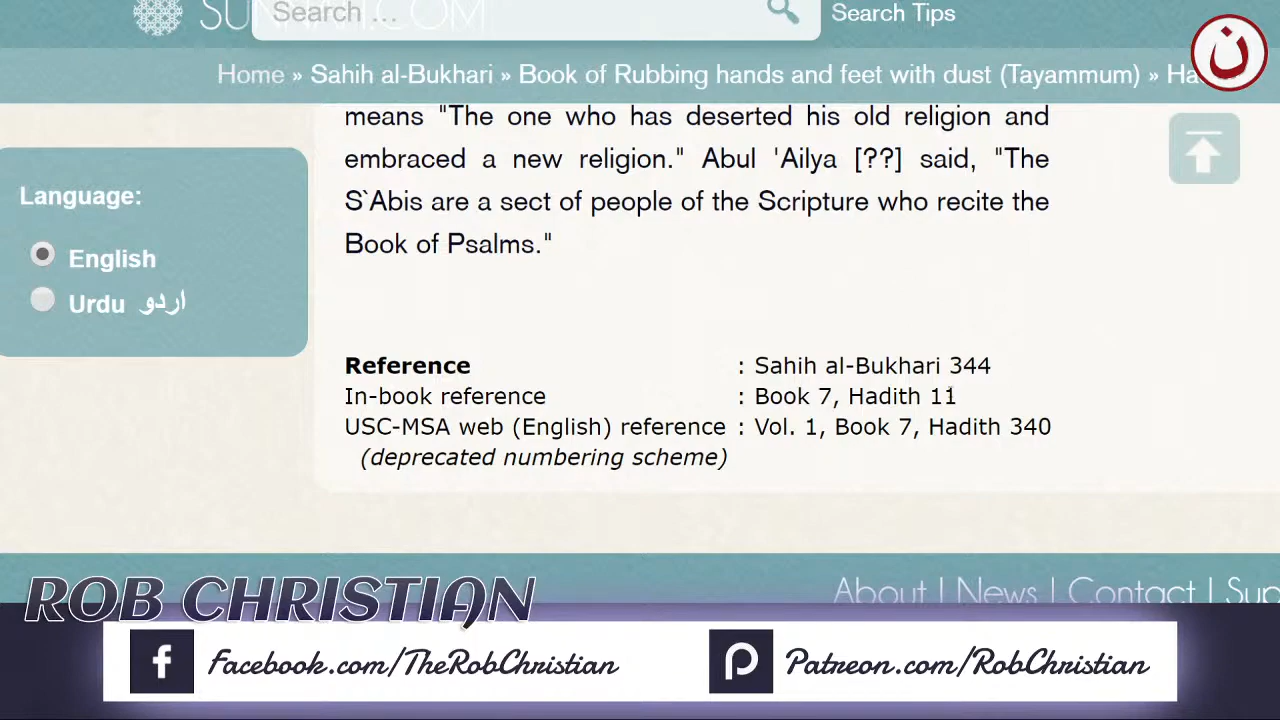 SUNNAH.COM
Search ...
Search Tips
Home » Sahih al-Bukhari » Book of Rubbing hands and feet with dust (Tayammum) »
ن
means "The one who has deserted his old religion and
embraced a new religion." Abul 'Ailya [??] said, "The
S`Abis are a sect of people of the Scripture who recite the
Book of Psalms."
Language:
English
Urdu اردو
Reference : Sahih al-Bukhari 344
In-book reference : Book 7, Hadith 11
USC-MSA web (English) reference : Vol. 1, Book 7, Hadith 340
(deprecated numbering scheme)
About | News | Contact |
ROB CHRISTIAN
Facebook.com/TheRobChristian
Patreon.com/RobChristian